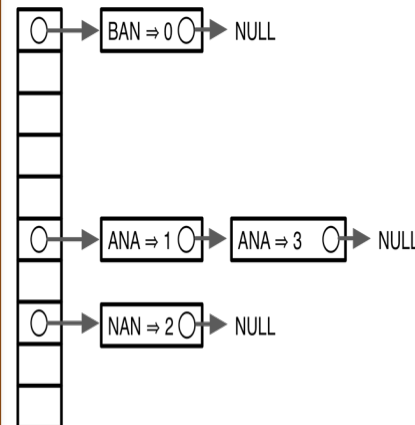 BAN ⇒ 0 NULL
ANA ⇒ 1 ANA ⇒ 3 NULL
NAN ⇒ 2 NULL